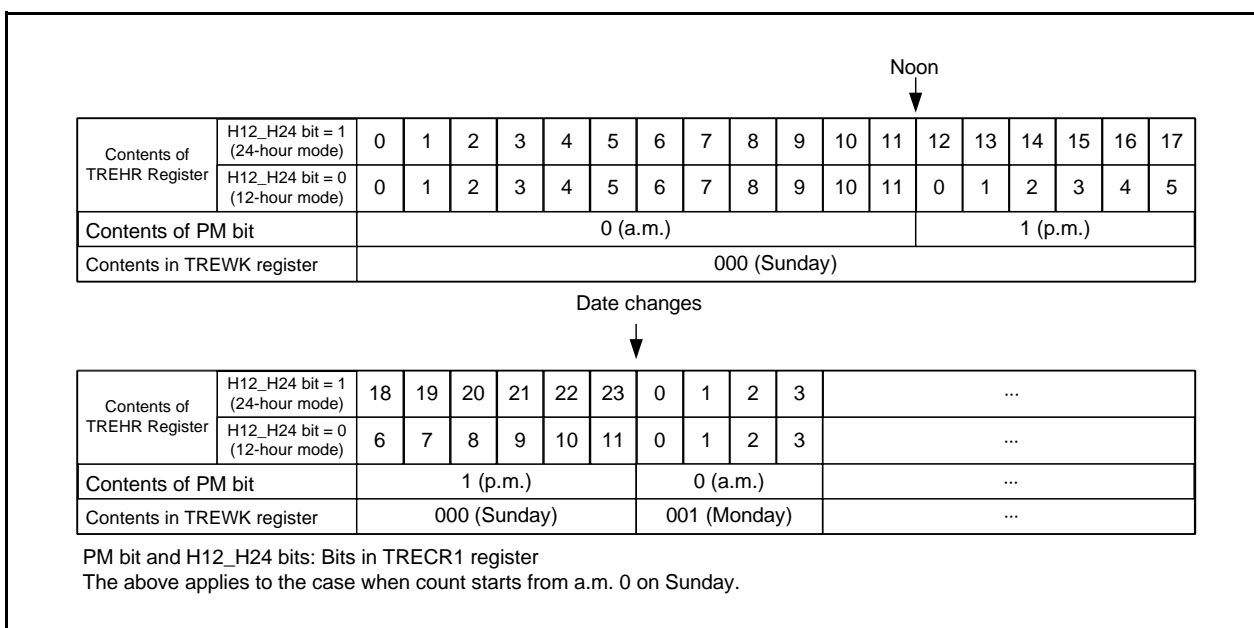 Noon
Contents of TREHR Register
H12_H24 bit = 1 (24-hour mode) 0 1 2 3 4 5 6 7 8 9 10 11 12 13 14 15 16 17
H12_H24 bit = 0 (12-hour mode) 0 1 2 3 4 5 6 7 8 9 10 11 0 1 2 3 4 5
Contents of PM bit 0 (a.m.) 1 (p.m.)
Contents in TREWK register 000 (Sunday)
Date changes
Contents of TREHR Register
H12_H24 bit = 1 (24-hour mode) 18 19 20 21 22 23 0 1 2 3 ...
H12_H24 bit = 0 (12-hour mode) 6 7 8 9 10 11 0 1 2 3 ...
Contents of PM bit 1 (p.m.) 0 (a.m.) ...
Contents in TREWK register 000 (Sunday) 001 (Monday) ...
PM bit and H12_H24 bits: Bits in TRECR1 register
The above applies to the case when count starts from a.m. 0 on Sunday.